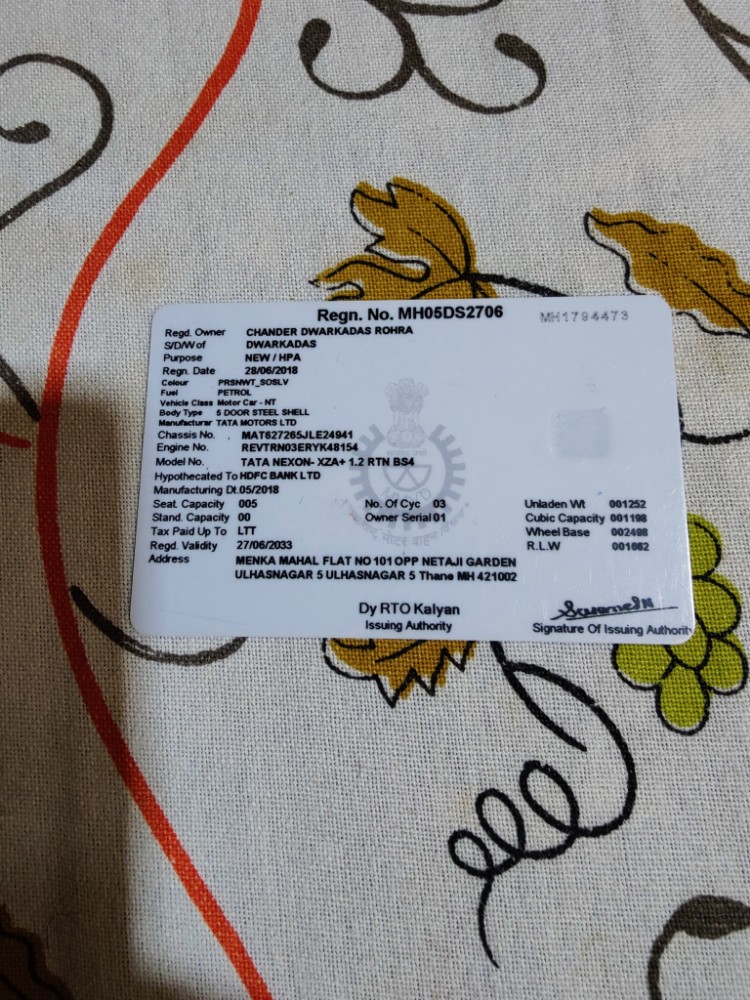 Regn. No. MH05DS2706 MH1794473
Regd. Owner CHANDER DWARKADAS ROHRA
S/D/W of DWARKADAS
Purpose NEW / HPA
Regn. Date 28/06/2018
Colour PRSNWT_SOSLV
Fuel PETROL
Vehicle Class Motor Car - NT
Body Type 5 DOOR STEEL SHELL
Manufacturar TATA MOTORS LTD
Chassis No. MAT627265JLE24941
Engine No. REVTRN03ERYK48154
Model No. TATA NEXON- XZA+ 1.2 RTN BS4
Hypothecated To HDFC BANK LTD
Manufacturing Dt. 05/2018
Seat. Capacity 005 No. Of Cyc 03 Unladen Wt 001252
Stand. Capacity 00 Owner Serial 01 Cubic Capacity 001198
Tax Paid Up To LTT Wheel Base 002498
Regd. Validity 27/06/2033 R.L.W 001662
Address MENKA MAHAL FLAT NO 101 OPP NETAJI GARDEN
ULHASNAGAR 5 ULHASNAGAR 5 Thane MH 421002
Dy RTO Kalyan
Issuing Authority Signature Of Issuing Authority